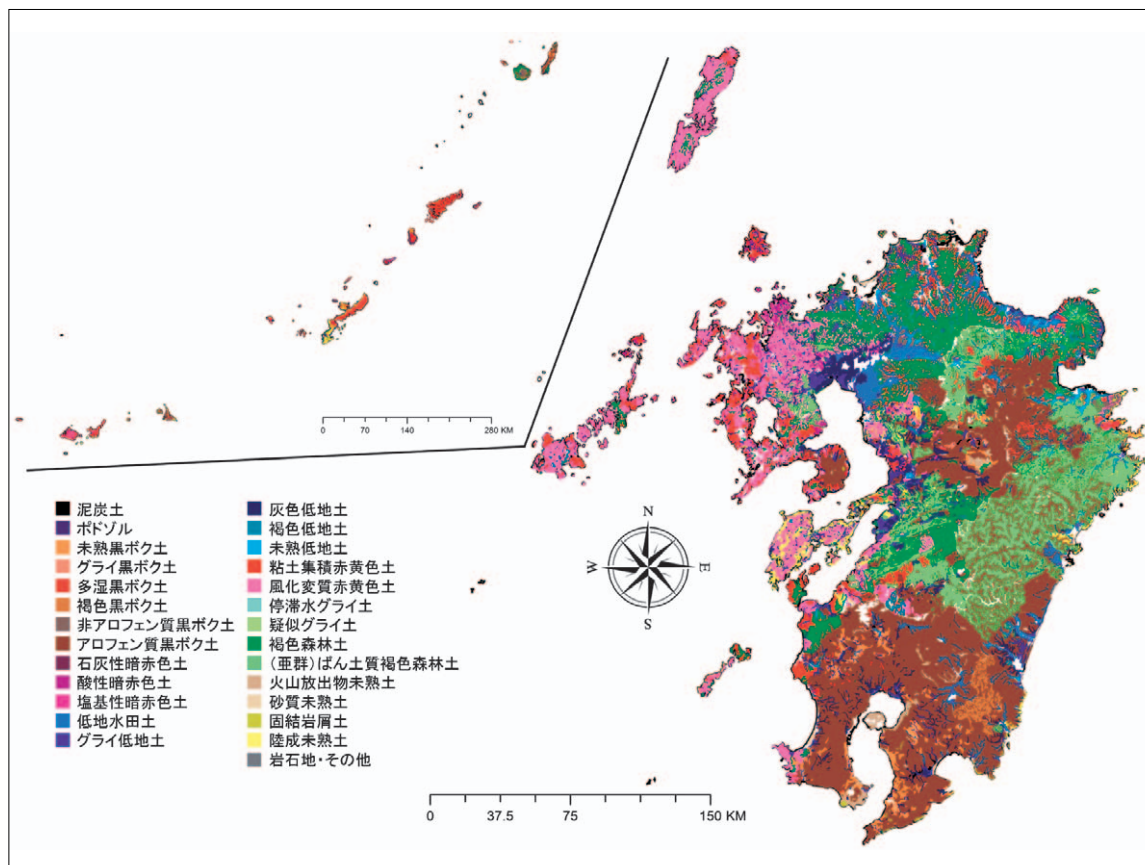 0 70 140 280 KM
泥炭土
ポドゾル
未熟黒ボク土
グライ黒ボク土
多湿黒ボク土
褐色黒ボク土
非アロフェン質黒ボク土
アロフェン質黒ボク土
石灰性暗赤色土
酸性暗赤色土
塩基性暗赤色土
低地水田土
グライ低地土
灰色低地土
褐色低地土
未熟低地土
粘土集積赤黄色土
風化変質赤黄色土
停滞水グライ土
疑似グライ土
褐色森林土
(亜群)ばん土質褐色森林土
火山放出物未熟土
砂質未熟土
固結岩屑土
陸成未熟土
岩石地・その他
N
W
E
S
0 37.5 75 150 KM